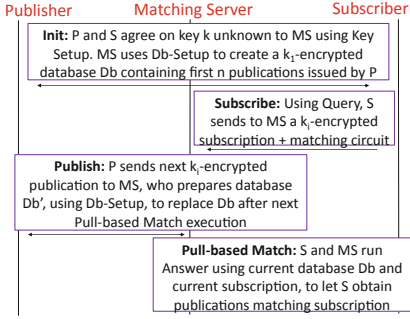 Publisher Matching Server Subscriber
Init: P and S agree on key k unknown to MS using Key
Setup. MS uses Db-Setup to create a k₁-encrypted
database Db containing first n publications issued by P
Subscribe: Using Query, S
sends to MS a kᵢ-encrypted
subscription + matching circuit
Publish: P sends next kᵢ-encrypted
publication to MS, who prepares database
Db’, using Db-Setup, to replace Db after next
Pull-based Match execution
Pull-based Match: S and MS run
Answer using current database Db and
current subscription, to let S obtain
publications matching subscription